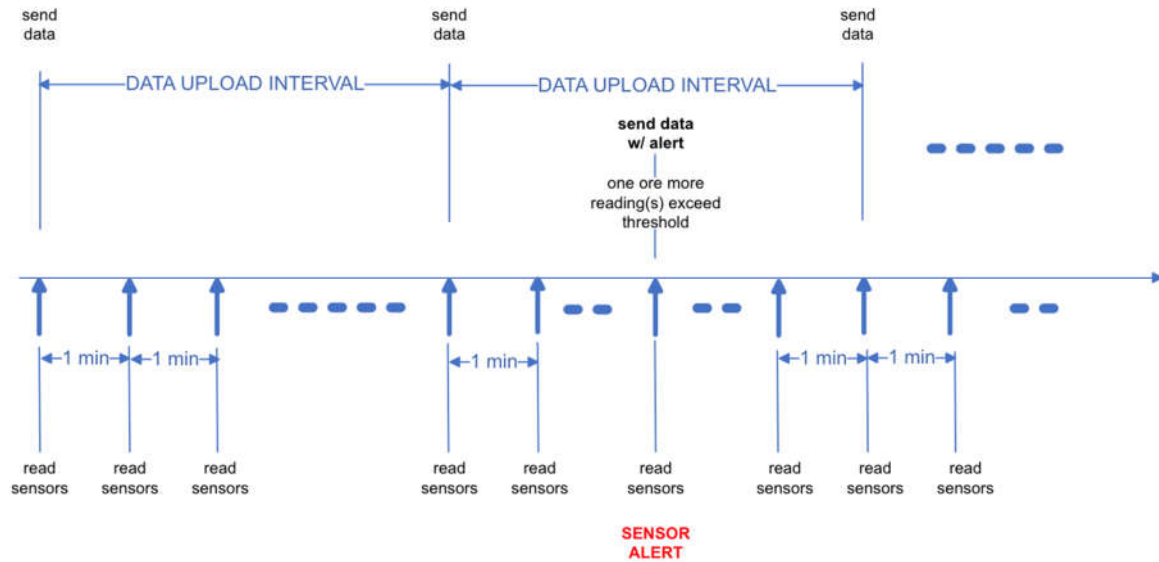 send
data
send
data
send
data
DATA UPLOAD INTERVAL
DATA UPLOAD INTERVAL
send data
w/ alert
one ore more
reading(s) exceed
threshold
1 min
1 min
1 min
1 min
1 min
read
sensors
read
sensors
read
sensors
read
sensors
read
sensors
read
sensors
read
sensors
read
sensors
read
sensors
SENSOR
ALERT